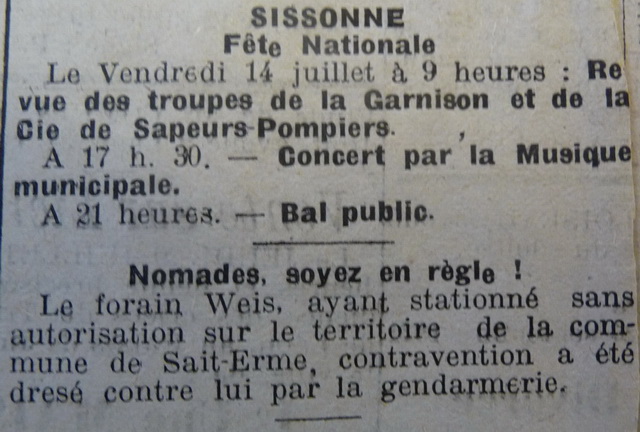 SISSONNE
Fête Nationale
Le Vendredi 14 juillet à 9 heures : Re
vue des troupes de la Garnison et de la
Cie de Sapeurs-Pompiers.
A 17 h. 30. — Concert par la Musique
municipale.
A 21 heures. — Bal public.
Nomades, soyez en règle !
Le forain Weis, ayant stationné sans
autorisation sur le territoire de la com-
mune de Sait-Erme, contravention a été
dresé contre lui par la gendarmerie.